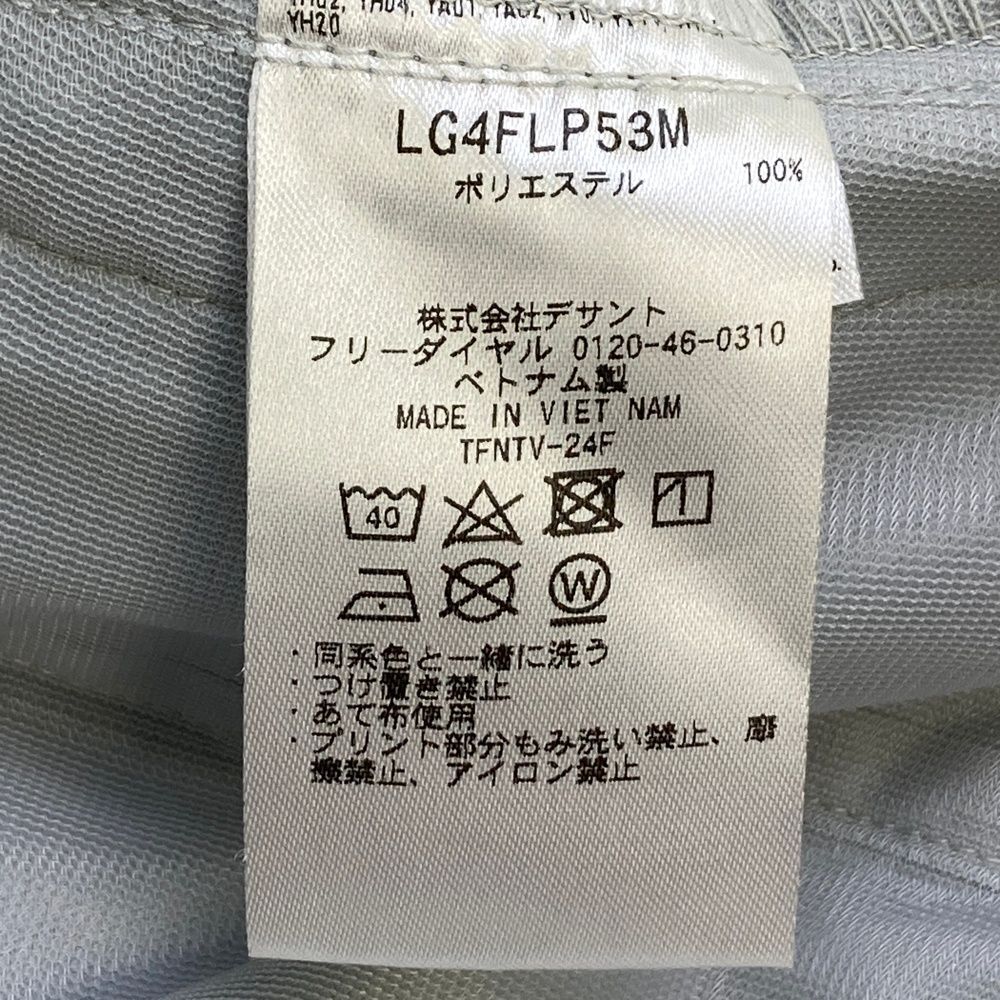 YH04, YA01, YA02,
YH20
LG4FLP53M
ポリエステル 100%
株式会社デサント
フリーダイヤル 0120-46-0310
ベトナム製
MADE IN VIET NAM
TFNTV-24F
40
W
・同系色と一緒に洗う
・つけ置き禁止
・あて布使用
・プリント部分もみ洗い禁止、摩
擦禁止、アイロン禁止